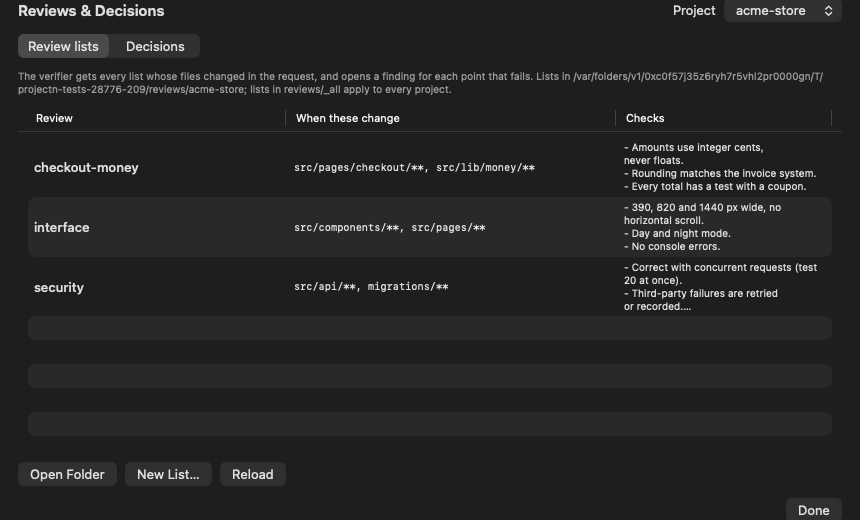 Reviews & Decisions
Project acme-store
Review lists Decisions
The verifier gets every list whose files changed in the request, and opens a finding for each point that fails. Lists in /var/folders/v1/0xc0f57j35z6ryh7r5vhl2pr0000gn/T/
projectn-tests-28776-209/reviews/acme-store; lists in reviews/_all apply to every project.
Review When these change Checks
checkout-money
src/pages/checkout/**, src/lib/money/**
- Amounts use integer cents,
never floats.
- Rounding matches the invoice system.
- Every total has a test with a coupon.
interface
src/components/**, src/pages/**
- 390, 820 and 1440 px wide, no
horizontal scroll.
- Day and night mode.
- No console errors.
security
src/api/**, migrations/**
- Correct with concurrent requests (test
20 at once).
- Third-party failures are retried
or recorded....
Open Folder New List... Reload
Done